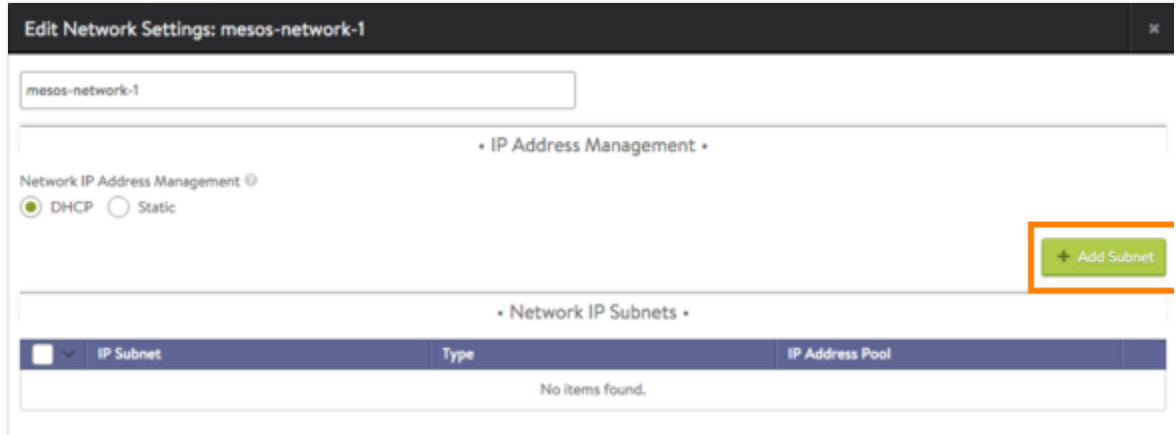 Edit Network Settings: mesos-network-1
mesos-network-1
• IP Address Management •
Network IP Address Management
DHCP Static
+ Add Subnet
• Network IP Subnets •
IP Subnet Type IP Address Pool
No items found.